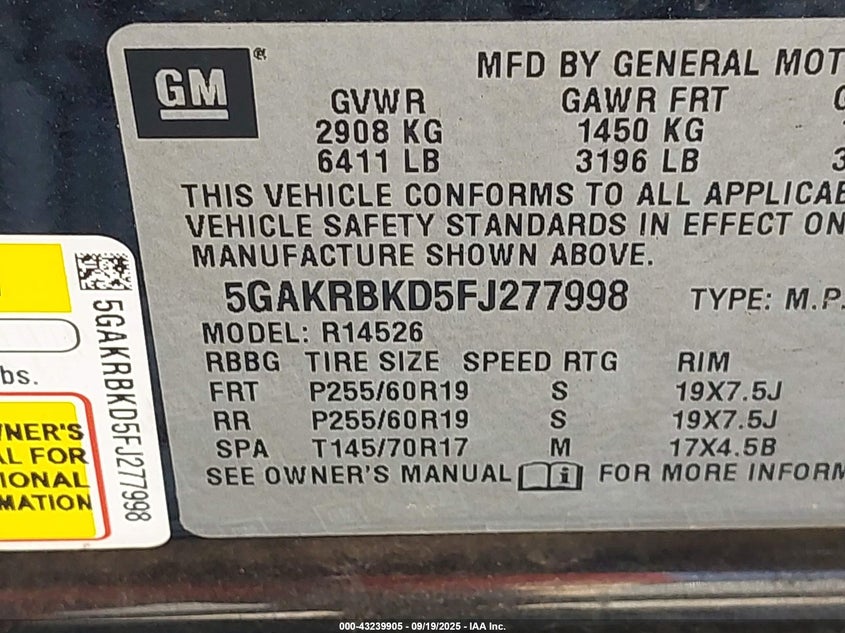 GM
MFD BY GENERAL MOT
GVWR GAWR FRT
2908 KG 1450 KG
6411 LB 3196 LB
THIS VEHICLE CONFORMS TO ALL APPLICAB
VEHICLE SAFETY STANDARDS IN EFFECT ON
MANUFACTURE SHOWN ABOVE.
5GAKRBKD5FJ277998 TYPE: M.P.
MODEL: R14526
RBBG TIRE SIZE SPEED RTG RIM
FRT P255/60R19 S 19X7.5J
RR P255/60R19 S 19X7.5J
SPA T145/70R17 M 17X4.5B
SEE OWNER'S MANUAL FOR MORE INFORM
5GAKRBKD5FJ277998
bs.
NER'S
L FOR
IONAL
MATION
000-43239905 - 09/19/2025 - IAA Inc.